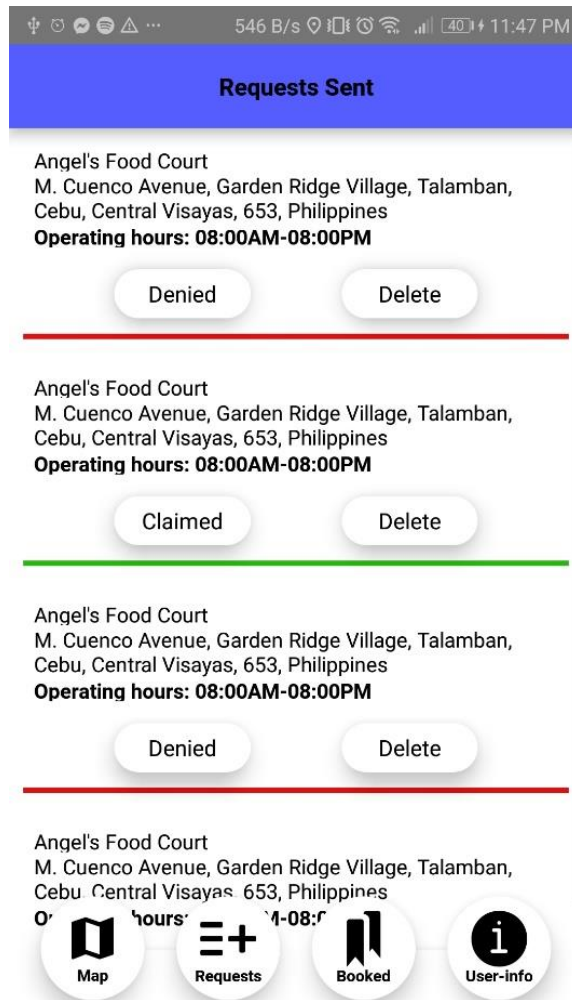 546 B/s 40 11:47 PM
Requests Sent
Angel's Food Court
M. Cuenco Avenue, Garden Ridge Village, Talamban,
Cebu, Central Visayas, 653, Philippines
Operating hours: 08:00AM-08:00PM
Denied Delete
Angel's Food Court
M. Cuenco Avenue, Garden Ridge Village, Talamban,
Cebu, Central Visayas, 653, Philippines
Operating hours: 08:00AM-08:00PM
Claimed Delete
Angel's Food Court
M. Cuenco Avenue, Garden Ridge Village, Talamban,
Cebu, Central Visayas, 653, Philippines
Operating hours: 08:00AM-08:00PM
Denied Delete
Angel's Food Court
M. Cuenco Avenue, Garden Ridge Village, Talamban,
Cebu, Central Visayas, 653, Philippines
hours:
Map Requests Booked User-info